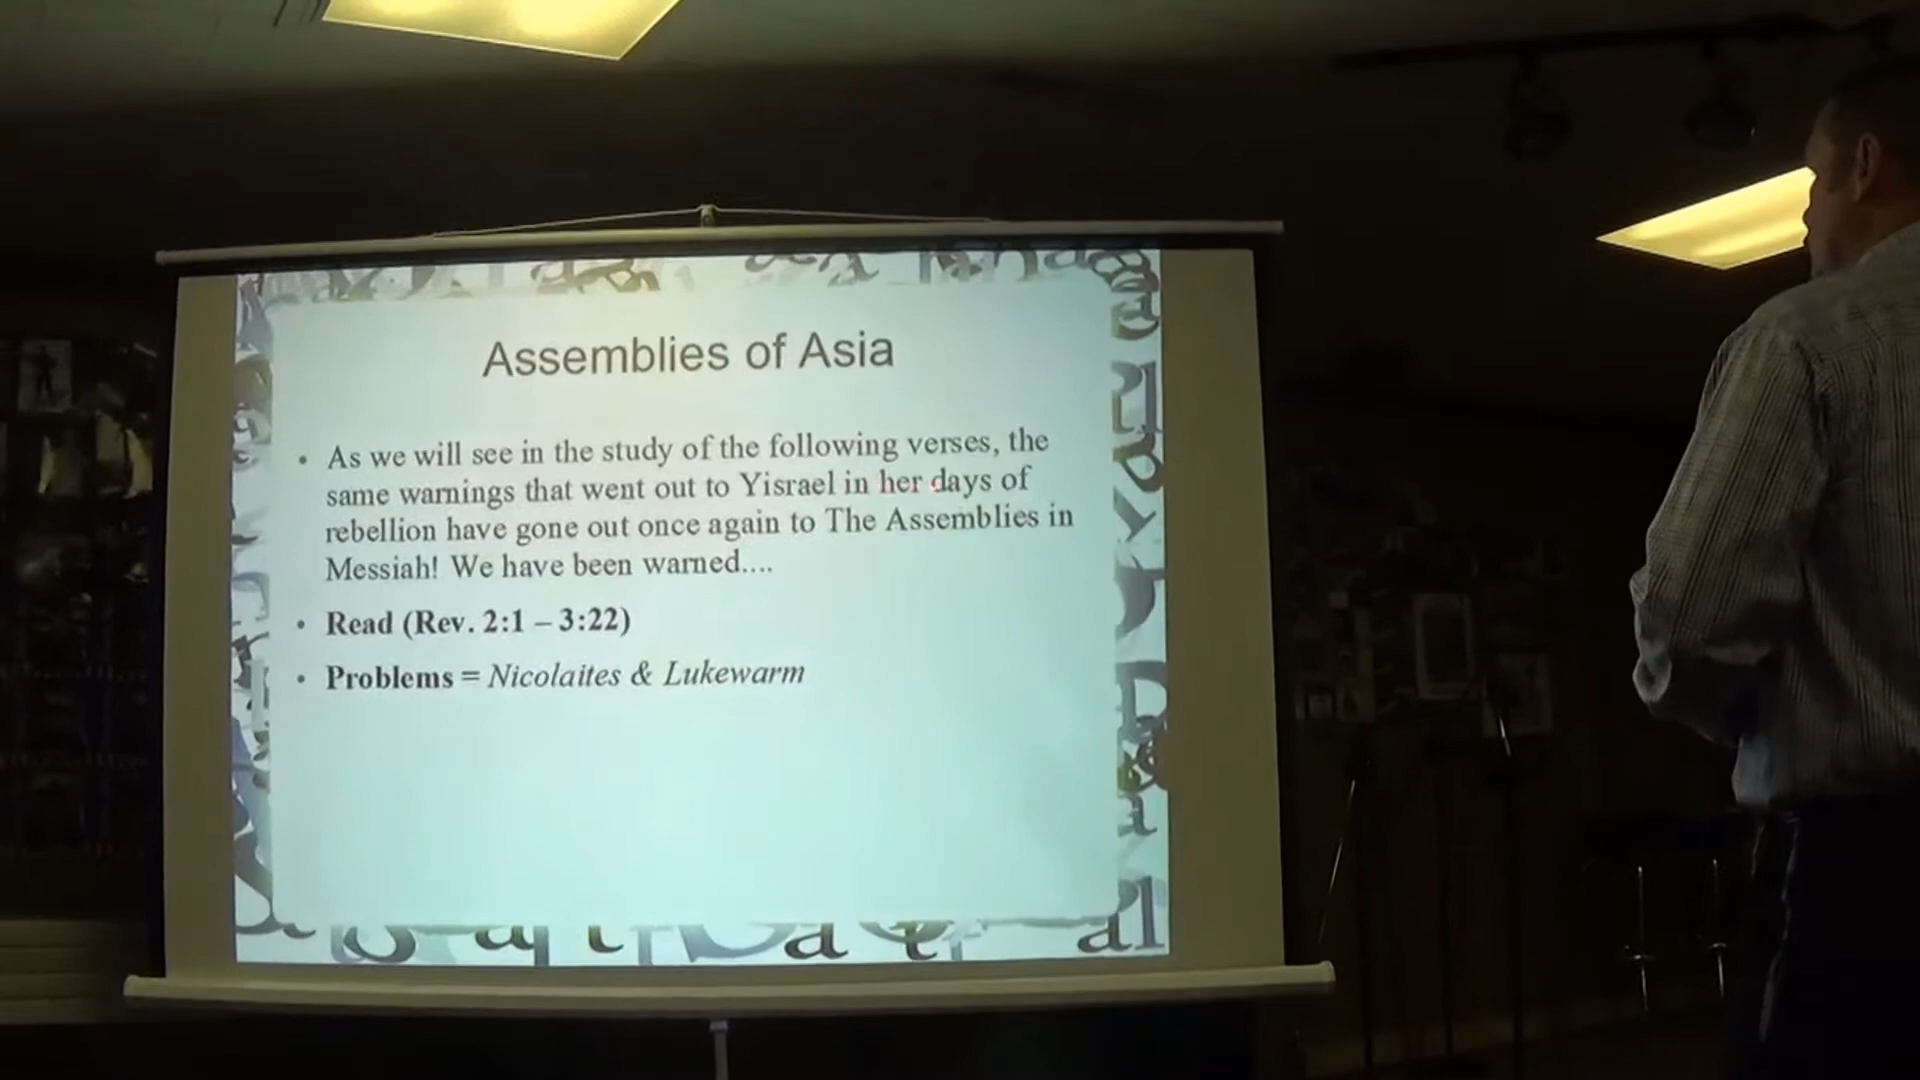 Assemblies of Asia
• As we will see in the study of the following verses, the
same warnings that went out to Yisrael in her days of
rebellion have gone out once again to The Assemblies in
Messiah! We have been warned....
• Read (Rev. 2:1 – 3:22)
• Problems = Nicolaites & Lukewarm